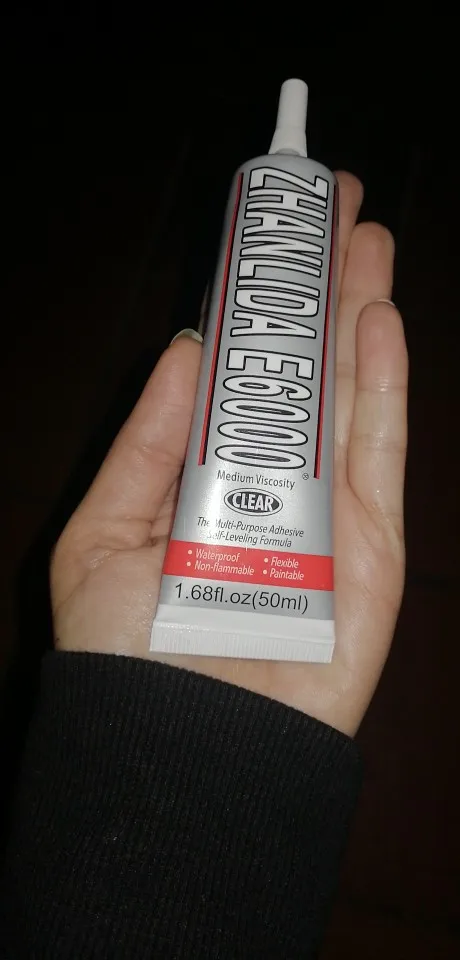 ZHANLIDA E6000®
Medium Viscosity
CLEAR
The Multi-Purpose Adhesive
Self-Leveling Formula
• Waterproof • Flexible
• Non-flammable • Paintable
1.68fl.oz(50ml)